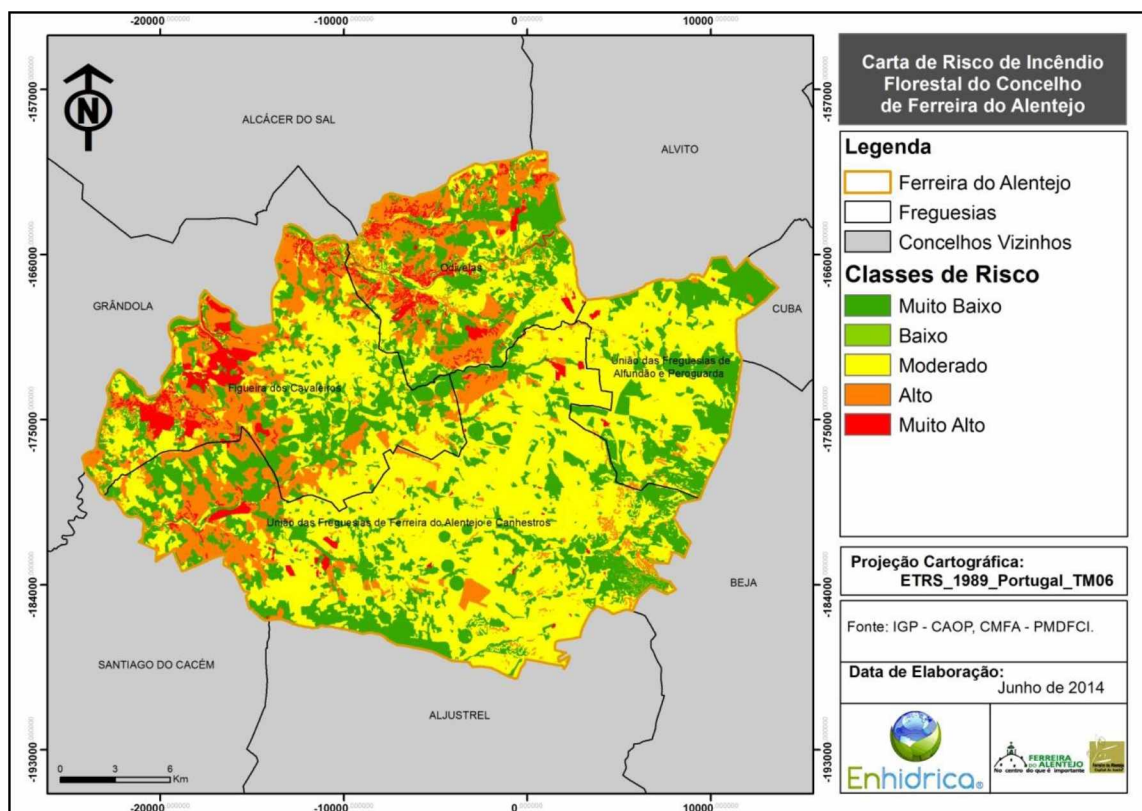 -20000
-10000
0
10000
-157000
-166000
-175000
-184000
-193000
-157000
-166000
-175000
-184000
-193000
N
ALCÁCER DO SAL
ALVITO
GRÂNDOLA
CUBA
BEJA
SANTIAGO DO CACÉM
ALJUSTREL
Odivelas
Figueira dos Cavaleiros
União das Freguesias de
Alfundão e Peroguarda
União das Freguesias de Ferreira do Alentejo e Canhestros
0 3 6
Km
-20000
-10000
0
10000
Carta de Risco de Incêndio
Florestal do Concelho
de Ferreira do Alentejo
Legenda
Ferreira do Alentejo
Freguesias
Concelhos Vizinhos
Classes de Risco
Muito Baixo
Baixo
Moderado
Alto
Muito Alto
Projeção Cartográfica:
ETRS_1989_Portugal_TM06
Fonte: IGP - CAOP, CMFA - PMDFCI.
Data de Elaboração:
Junho de 2014
Enhidrica®
FERREIRA
DO ALENTEJO
No centro do que é importante